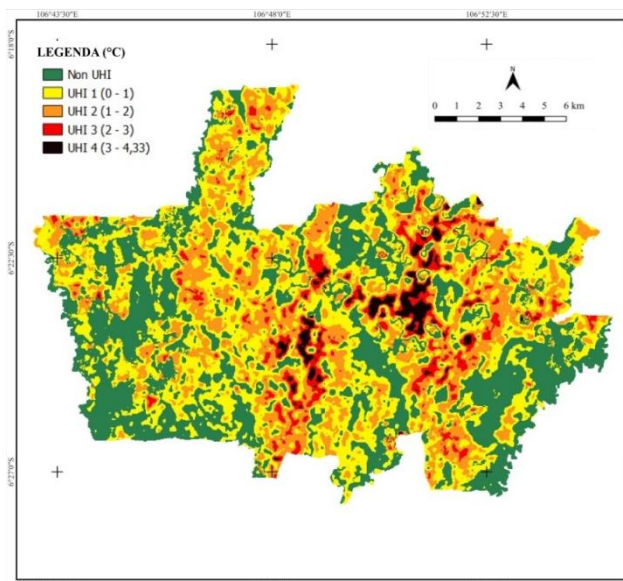 106°43'30"E 106°48'0"E 106°52'30"E
6°18'0"S
LEGENDA (°C)
Non UHI
UHI 1 (0 - 1)
UHI 2 (1 - 2)
UHI 3 (2 - 3)
UHI 4 (3 - 4,33)
N
0 1 2 3 4 5 6 km
6°22'30"S
6°27'0"S